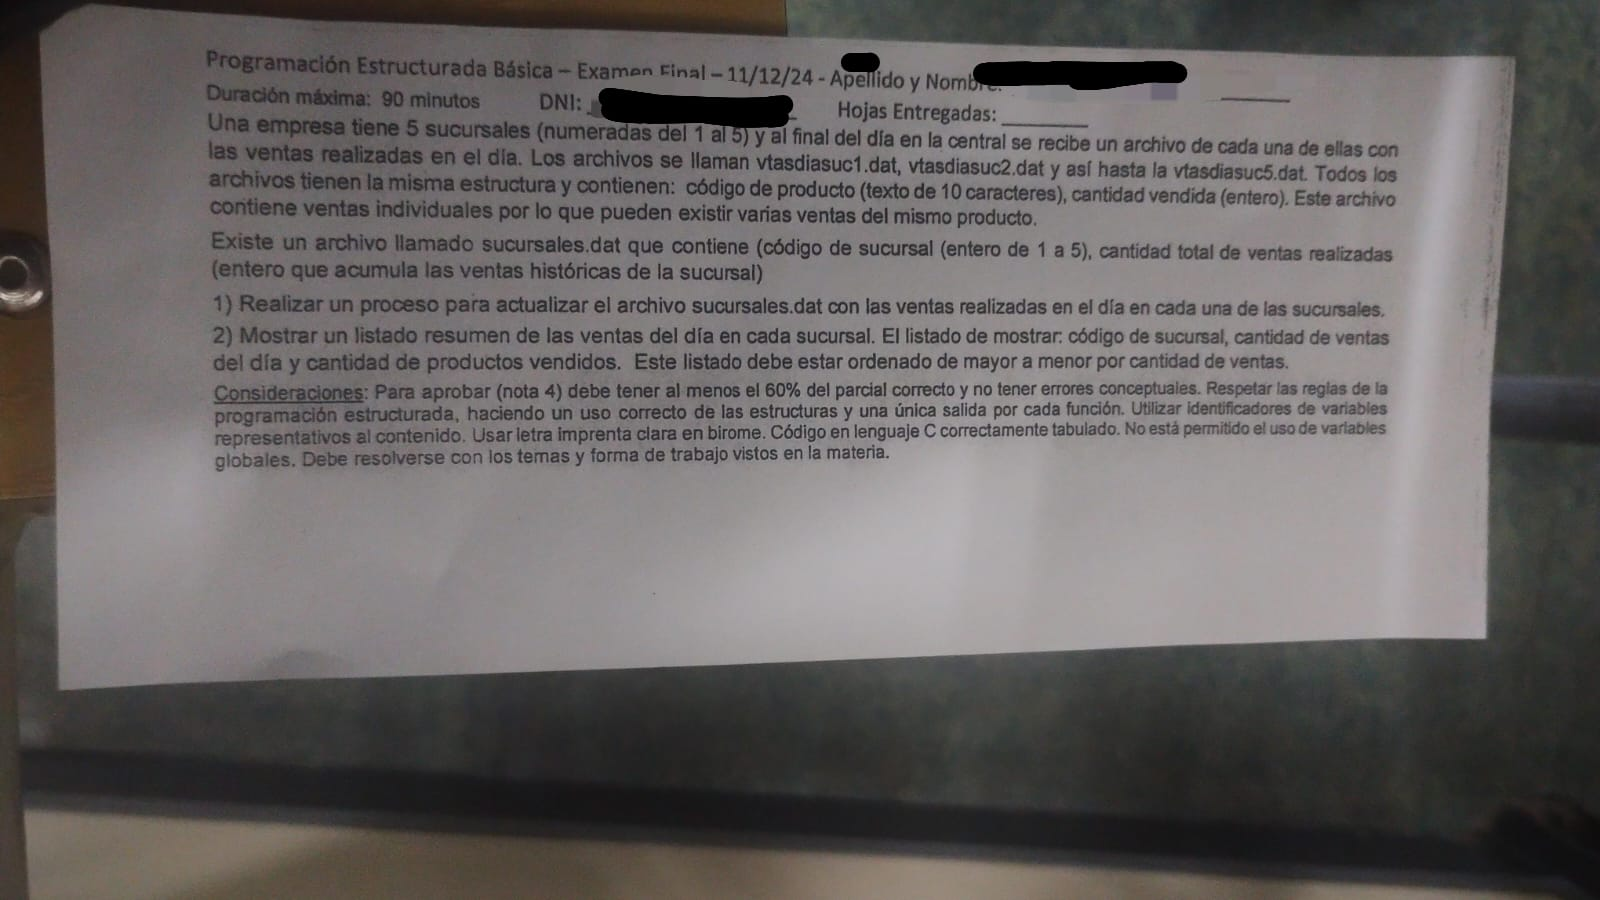 Programación Estructurada Básica – Examen Final – 11/12/24 - Apellido y Nombre:
Duración máxima: 90 minutos DNI: Hojas Entregadas:
Una empresa tiene 5 sucursales (numeradas del 1 al 5) y al final del día en la central se recibe un archivo de cada una de ellas con
las ventas realizadas en el día. Los archivos se llaman vtasdiasuc1.dat, vtasdiasuc2.dat y así hasta la vtasdiasuc5.dat. Todos los
archivos tienen la misma estructura y contienen: código de producto (texto de 10 caracteres), cantidad vendida (entero). Este archivo
contiene ventas individuales por lo que pueden existir varias ventas del mismo producto.
Existe un archivo llamado sucursales.dat que contiene (código de sucursal (entero de 1 a 5), cantidad total de ventas realizadas
(entero que acumula las ventas históricas de la sucursal)
1) Realizar un proceso para actualizar el archivo sucursales.dat con las ventas realizadas en el día en cada una de las sucursales.
2) Mostrar un listado resumen de las ventas del día en cada sucursal. El listado de mostrar: código de sucursal, cantidad de ventas
del día y cantidad de productos vendidos. Este listado debe estar ordenado de mayor a menor por cantidad de ventas.
Consideraciones: Para aprobar (nota 4) debe tener al menos el 60% del parcial correcto y no tener errores conceptuales. Respetar las reglas de la
programación estructurada, haciendo un uso correcto de las estructuras y una única salida por cada función. Utilizar identificadores de variables
representativos al contenido. Usar letra imprenta clara en birome. Código en lenguaje C correctamente tabulado. No está permitido el uso de variables
globales. Debe resolverse con los temas y forma de trabajo vistos en la materia.